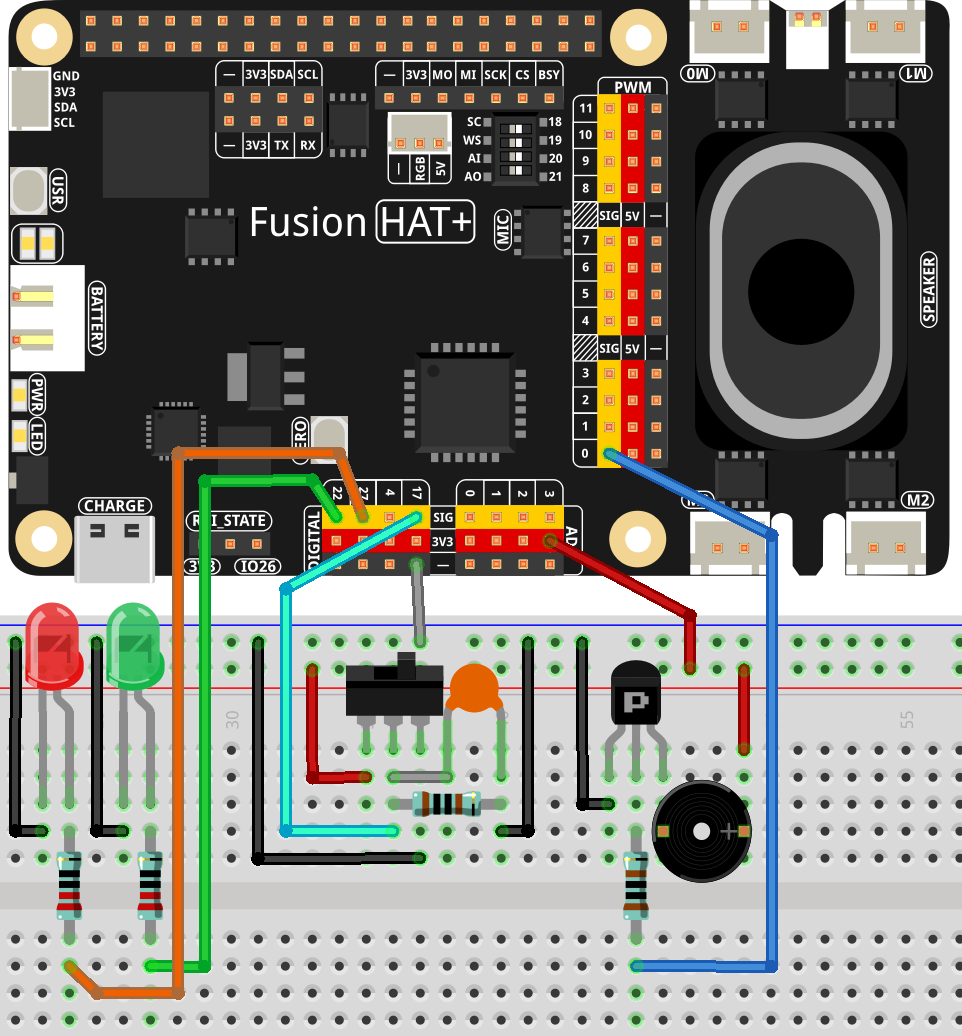 GND
3V3
SDA
SCL
— 3V3 SDA SCL
— 3V3 TX RX
— 3V3 MO MI SCK CS BSY
— RGB 5V
SC 18
WS 19
AI 20
AO 21
PWM
11
10
9
8
SIG 5V —
7
6
5
4
SIG 5V —
3
2
1
0
M0
M1
USR
Fusion HAT+
MIC
BATTERY
SPEAKER
PWR
LED
ERO
CHARGE
M2
22 27 4 17
0 1 2 3
DIGITAL
SIG
3V3
—
AD
3V3
IO26
30
55
P
+